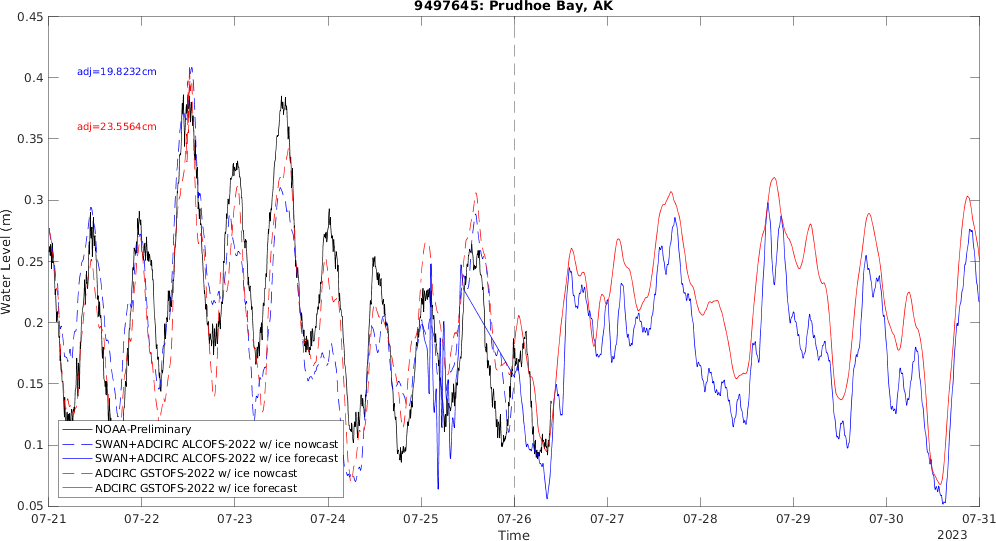 9497645: Prudhoe Bay, AK
0.45
0.4
0.35
0.3
0.25
0.2
0.15
0.1
0.05
Water Level (m)
adj=19.8232cm
adj=23.5564cm
NOAA-Preliminary
SWAN+ADCIRC ALCOFS-2022 w/ ice nowcast
SWAN+ADCIRC ALCOFS-2022 w/ ice forecast
ADCIRC GSTOFS-2022 w/ ice nowcast
ADCIRC GSTOFS-2022 w/ ice forecast
07-21 07-22 07-23 07-24 07-25 07-26 07-27 07-28 07-29 07-30 07-31
Time
2023